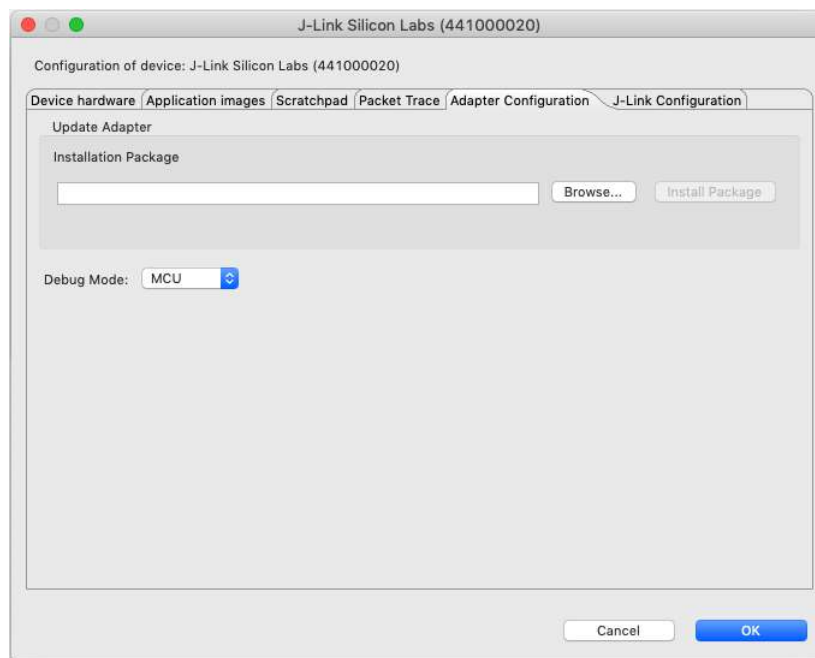 J-Link Silicon Labs (441000020)
Configuration of device: J-Link Silicon Labs (441000020)
Device hardware Application images Scratchpad Packet Trace Adapter Configuration J-Link Configuration
Update Adapter
Installation Package
Browse... Install Package
Debug Mode: MCU
Cancel OK